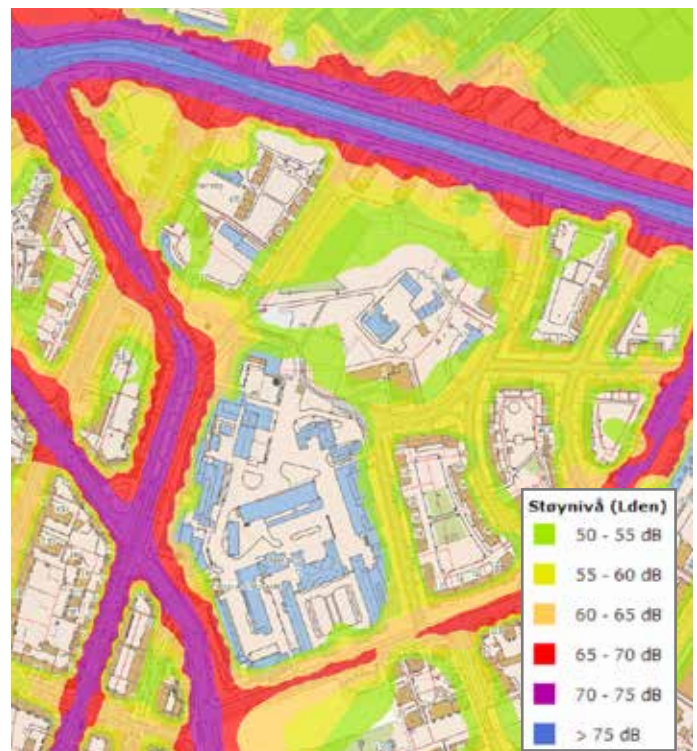 Støynivå (Lden)
50 - 55 dB
55 - 60 dB
60 - 65 dB
65 - 70 dB
70 - 75 dB
> 75 dB